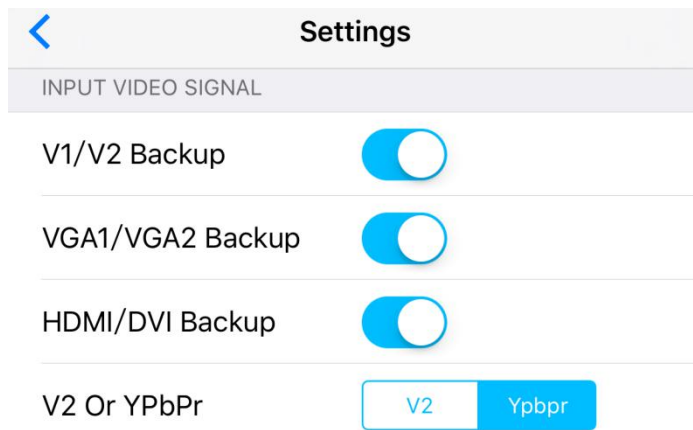 Settings
INPUT VIDEO SIGNAL
V1/V2 Backup
VGA1/VGA2 Backup
HDMI/DVI Backup
V2 Or YPbPr V2 Ypbpr